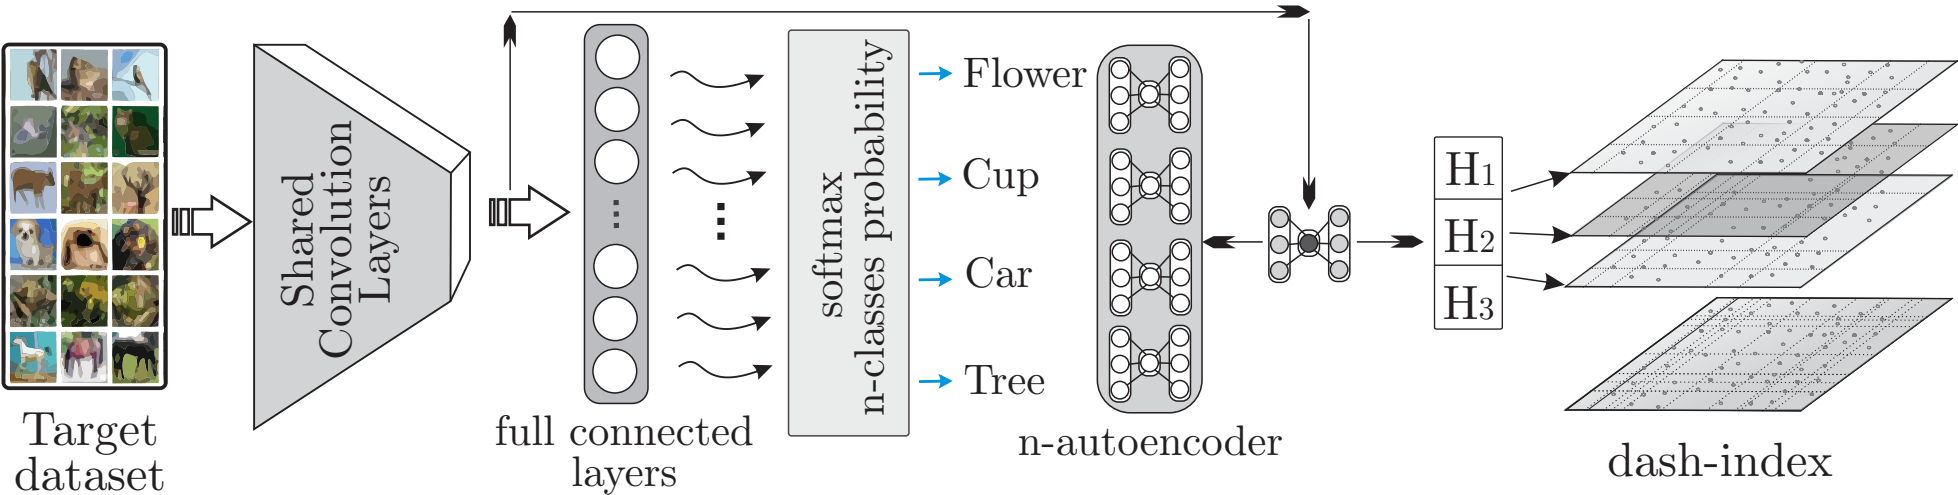 Target
dataset
Shared
Convolution
Layers
...
full connected
layers
...
softmax
n-classes probability
Flower
Cup
Car
Tree
n-autoencoder
H1
H2
H3
dash-index